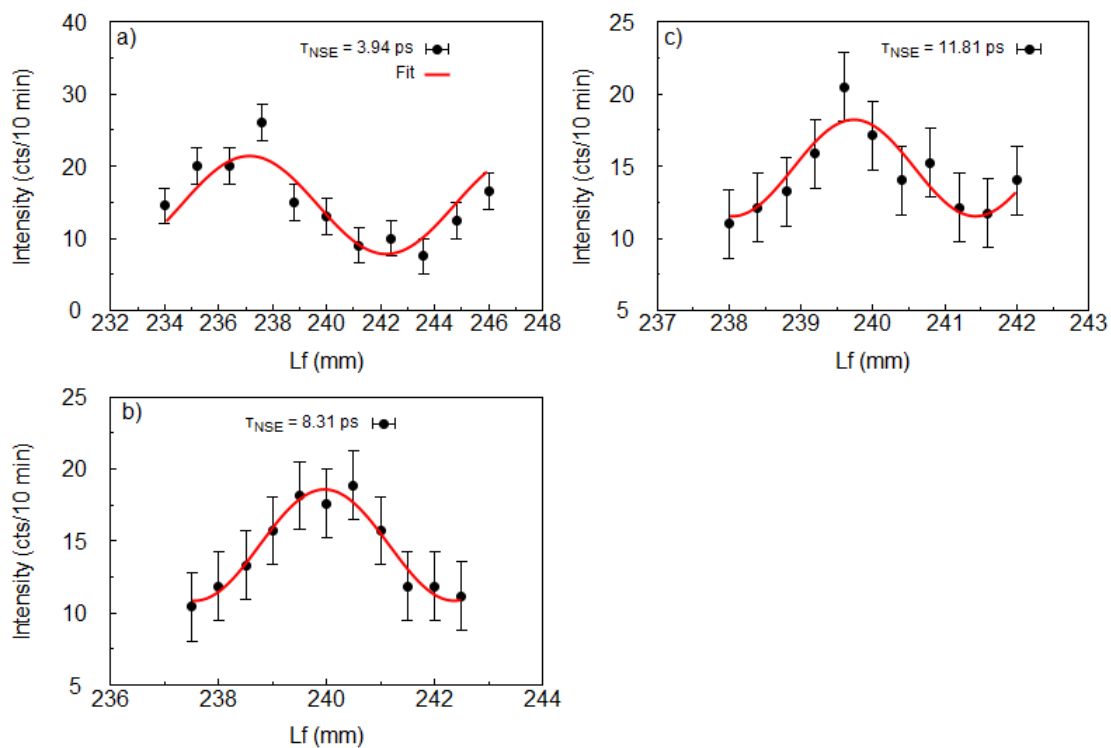 a)
τNSE = 3.94 ps
Fit
Intensity (cts/10 min)
40
30
20
10
0
232 234 236 238 240 242 244 246 248
Lf (mm)
c)
τNSE = 11.81 ps
Intensity (cts/10 min)
25
20
15
10
5
237 238 239 240 241 242 243
Lf (mm)
b)
τNSE = 8.31 ps
Intensity (cts/10 min)
25
20
15
10
5
236 238 240 242 244
Lf (mm)